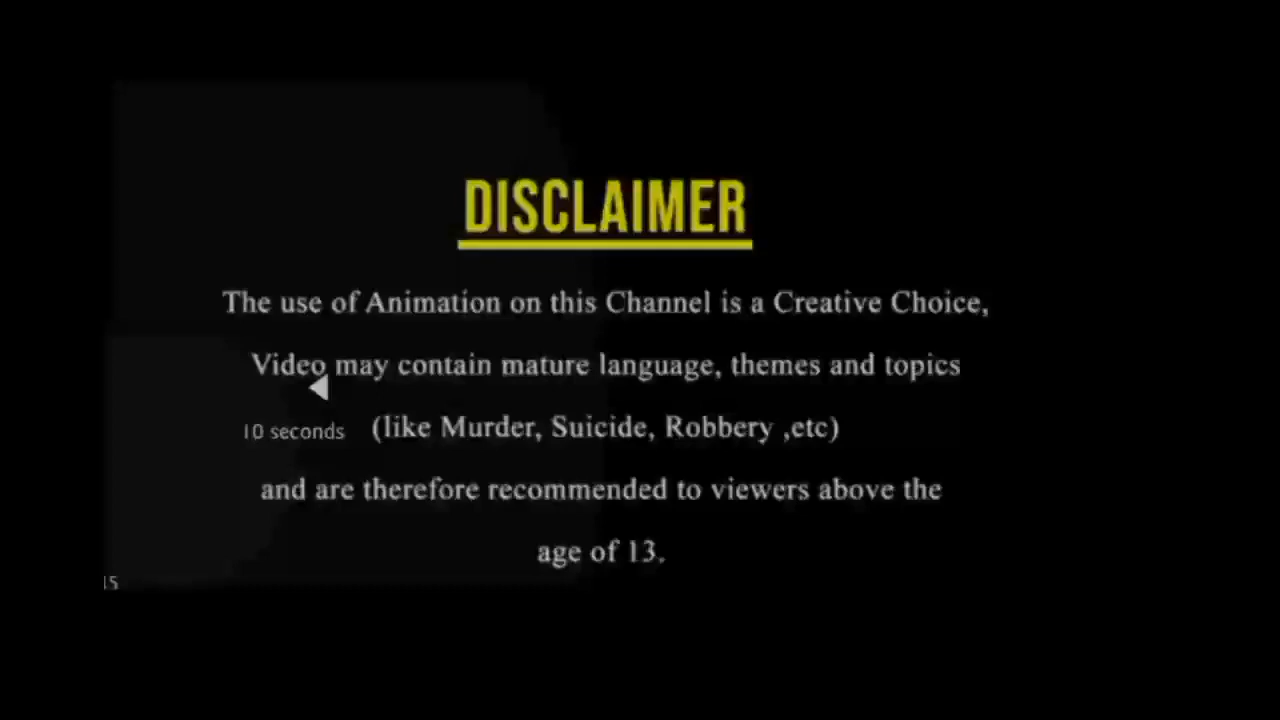 DISCLAIMER
The use of Animation on this Channel is a Creative Choice,
Video may contain mature language, themes and topics
10 seconds
(like Murder, Suicide, Robbery ,etc)
and are therefore recommended to viewers above the
age of 13.
15